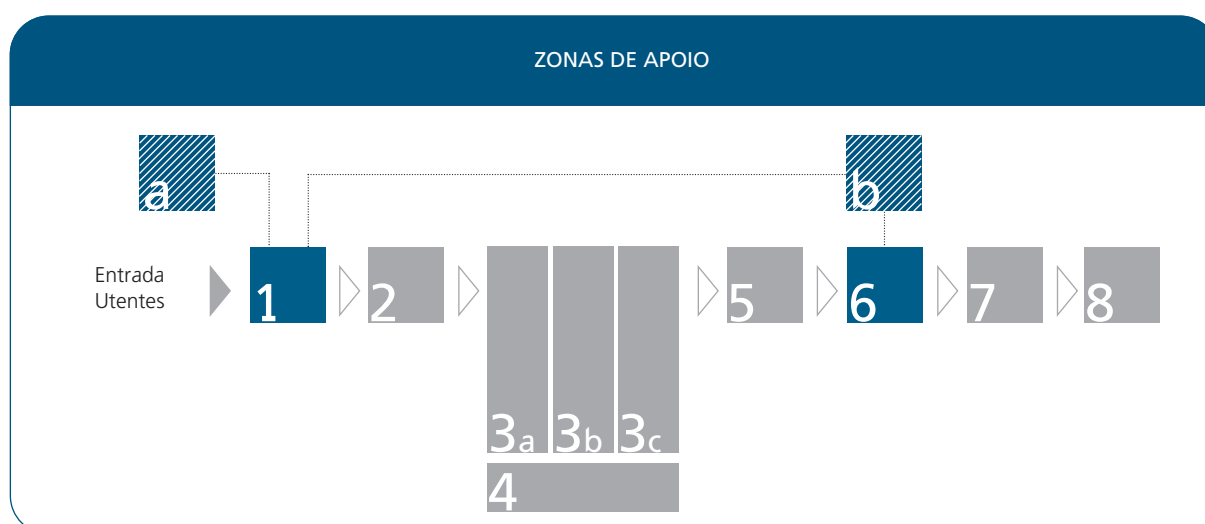 ZONAS DE APOIO
a
b
Entrada
Utentes
1
2
5
6
7
8
3a
3b
3c
4